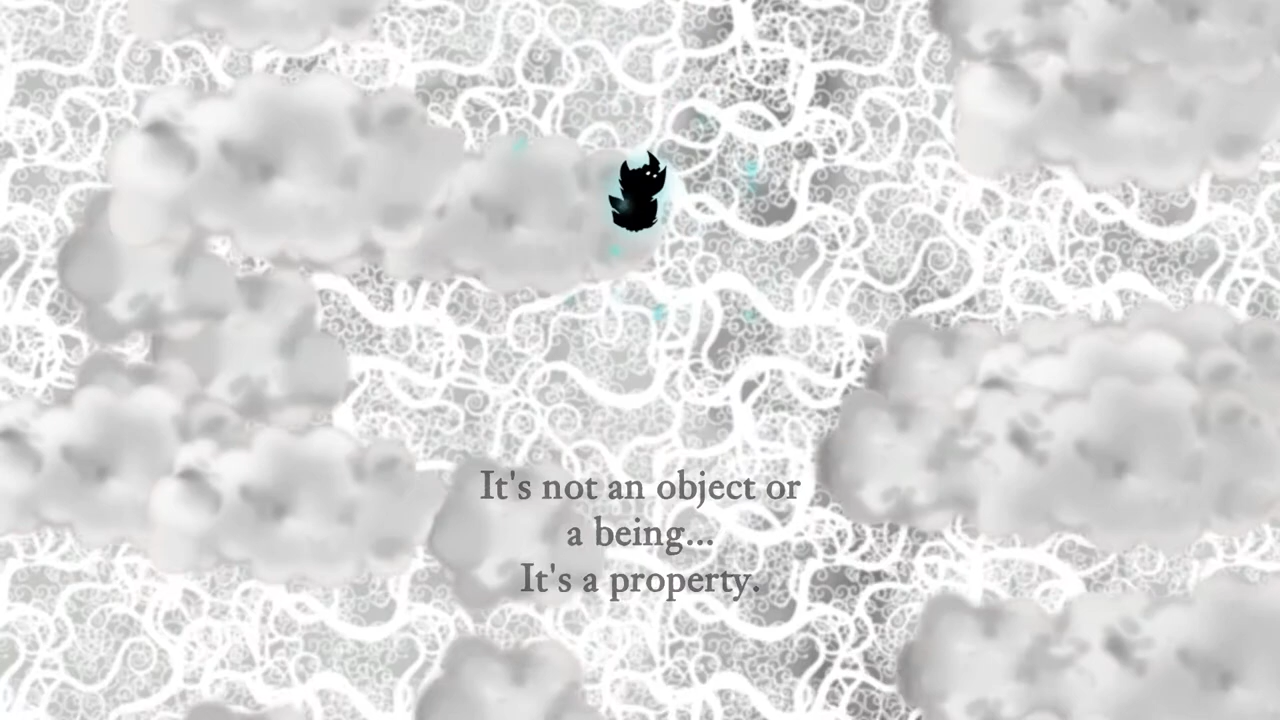 It's not an object or
a being...
It's a property.